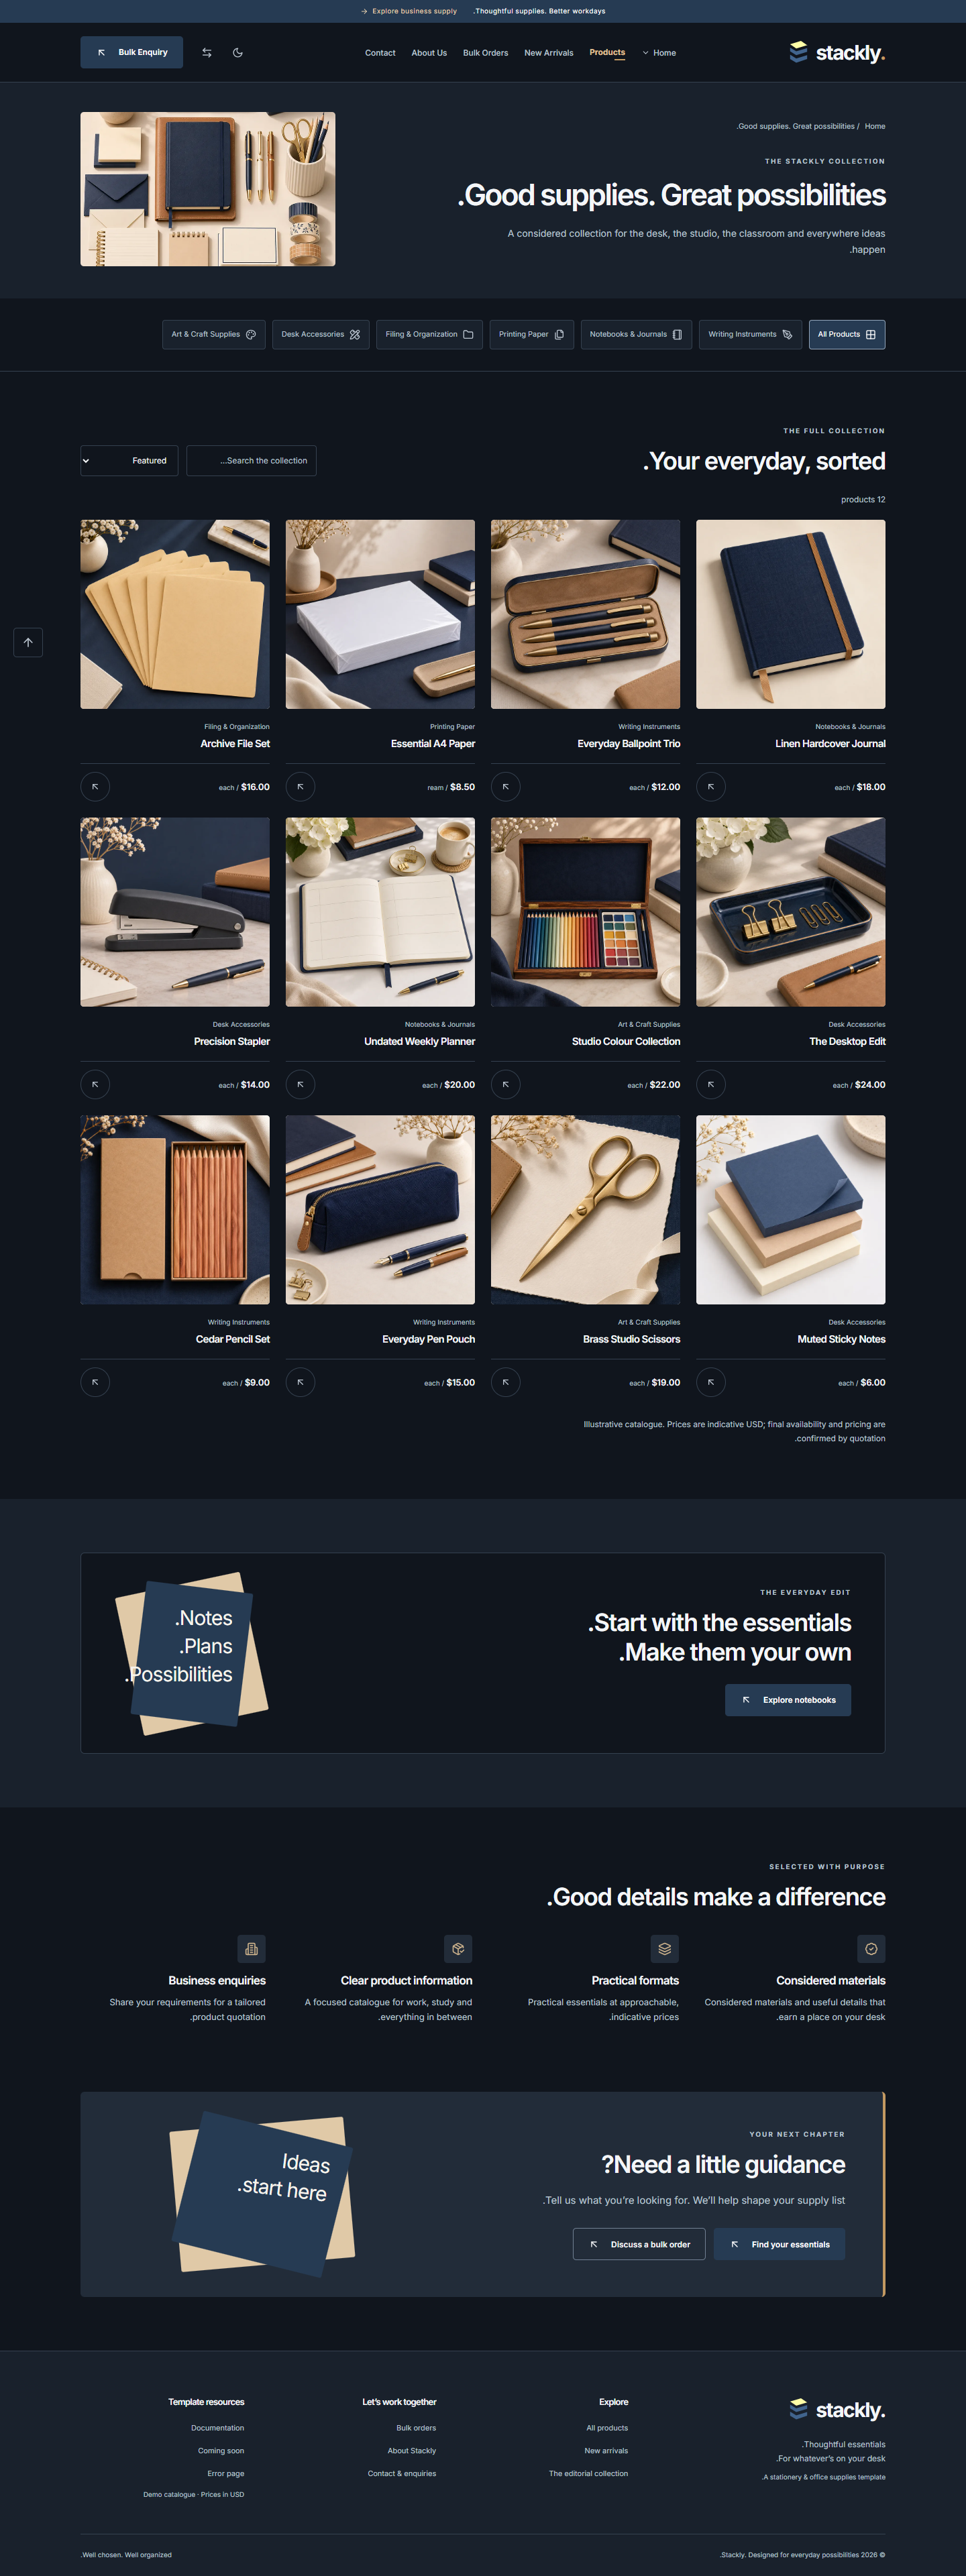 .Thoughtful supplies. Better workdays
Explore business supply
stackly.
Home
Products
New Arrivals
Bulk Orders
About Us
Contact
Bulk Enquiry
Home / .Good supplies. Great possibilities
THE STACKLY COLLECTION
.Good supplies. Great possibilities
A considered collection for the desk, the studio, the classroom and everywhere ideas
.happen
All Products
Writing Instruments
Notebooks & Journals
Printing Paper
Filing & Organization
Desk Accessories
Art & Craft Supplies
THE FULL COLLECTION
.Your everyday, sorted
...Search the collection
Featured
products 12
Notebooks & Journals
Linen Hardcover Journal
each / $18.00
Writing Instruments
Everyday Ballpoint Trio
each / $12.00
Printing Paper
Essential A4 Paper
ream / $8.50
Filing & Organization
Archive File Set
each / $16.00
Desk Accessories
The Desktop Edit
each / $24.00
Art & Craft Supplies
Studio Colour Collection
each / $22.00
Notebooks & Journals
Undated Weekly Planner
each / $20.00
Desk Accessories
Precision Stapler
each / $14.00
Desk Accessories
Muted Sticky Notes
each / $6.00
Art & Craft Supplies
Brass Studio Scissors
each / $19.00
Writing Instruments
Everyday Pen Pouch
each / $15.00
Writing Instruments
Cedar Pencil Set
each / $9.00
Illustrative catalogue. Prices are indicative USD; final availability and pricing are
.confirmed by quotation
THE EVERYDAY EDIT
.Start with the essentials
.Make them your own
Explore notebooks
.Notes
.Plans
.Possibilities
SELECTED WITH PURPOSE
.Good details make a difference
Considered materials
Considered materials and useful details that
.earn a place on your desk
Practical formats
Practical essentials at approachable,
.indicative prices
Clear product information
A focused catalogue for work, study and
.everything in between
Business enquiries
Share your requirements for a tailored
.product quotation
YOUR NEXT CHAPTER
?Need a little guidance
.Tell us what you're looking for. We'll help shape your supply list
Find your essentials
Discuss a bulk order
Ideas
.start here
stackly.
.Thoughtful essentials
.For whatever's on your desk
.A stationery & office supplies template
Explore
All products
New arrivals
The editorial collection
Let's work together
Bulk orders
About Stackly
Contact & enquiries
Template resources
Documentation
Coming soon
Error page
Demo catalogue · Prices in USD
.Stackly. Designed for everyday possibilities 2026 ©
.Well chosen. Well organized